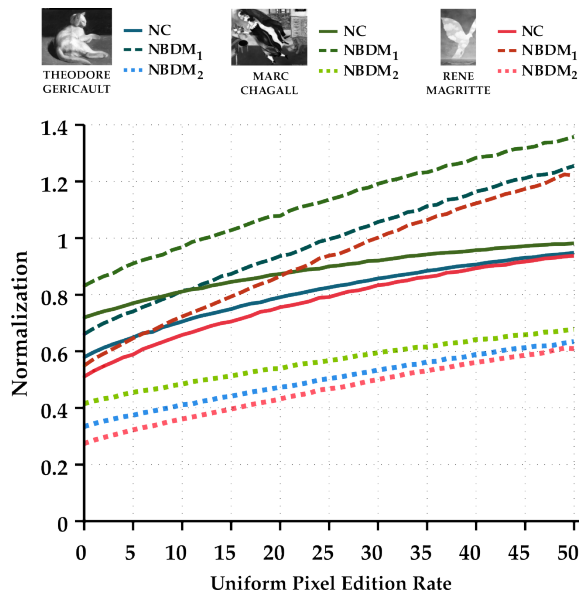 NC
NBDM1
NBDM2
THEODORE
GERICAULT
NC
NBDM1
NBDM2
MARC
CHAGALL
NC
NBDM1
NBDM2
RENE
MAGRITTE
1.4
1.2
1
0.8
0.6
0.4
0.2
0
Normalization
0 5 10 15 20 25 30 35 40 45 50
Uniform Pixel Edition Rate